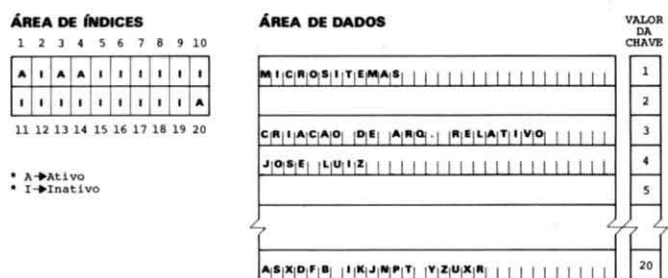 ÁREA DE ÍNDICES
1 2 3 4 5 6 7 8 9 10
A I A A I I I I I I
I I I I I I I I I A
11 12 13 14 15 16 17 18 19 20
* A→Ativo
* I→Inativo
ÁREA DE DADOS
VALOR
DA
CHAVE
MICROSITEMAS 1
2
CRIACAO DE ARQ. RELATIVO 3
JOSE LUIZ 4
5
ASXDFB IKJNPT YZUXR 20